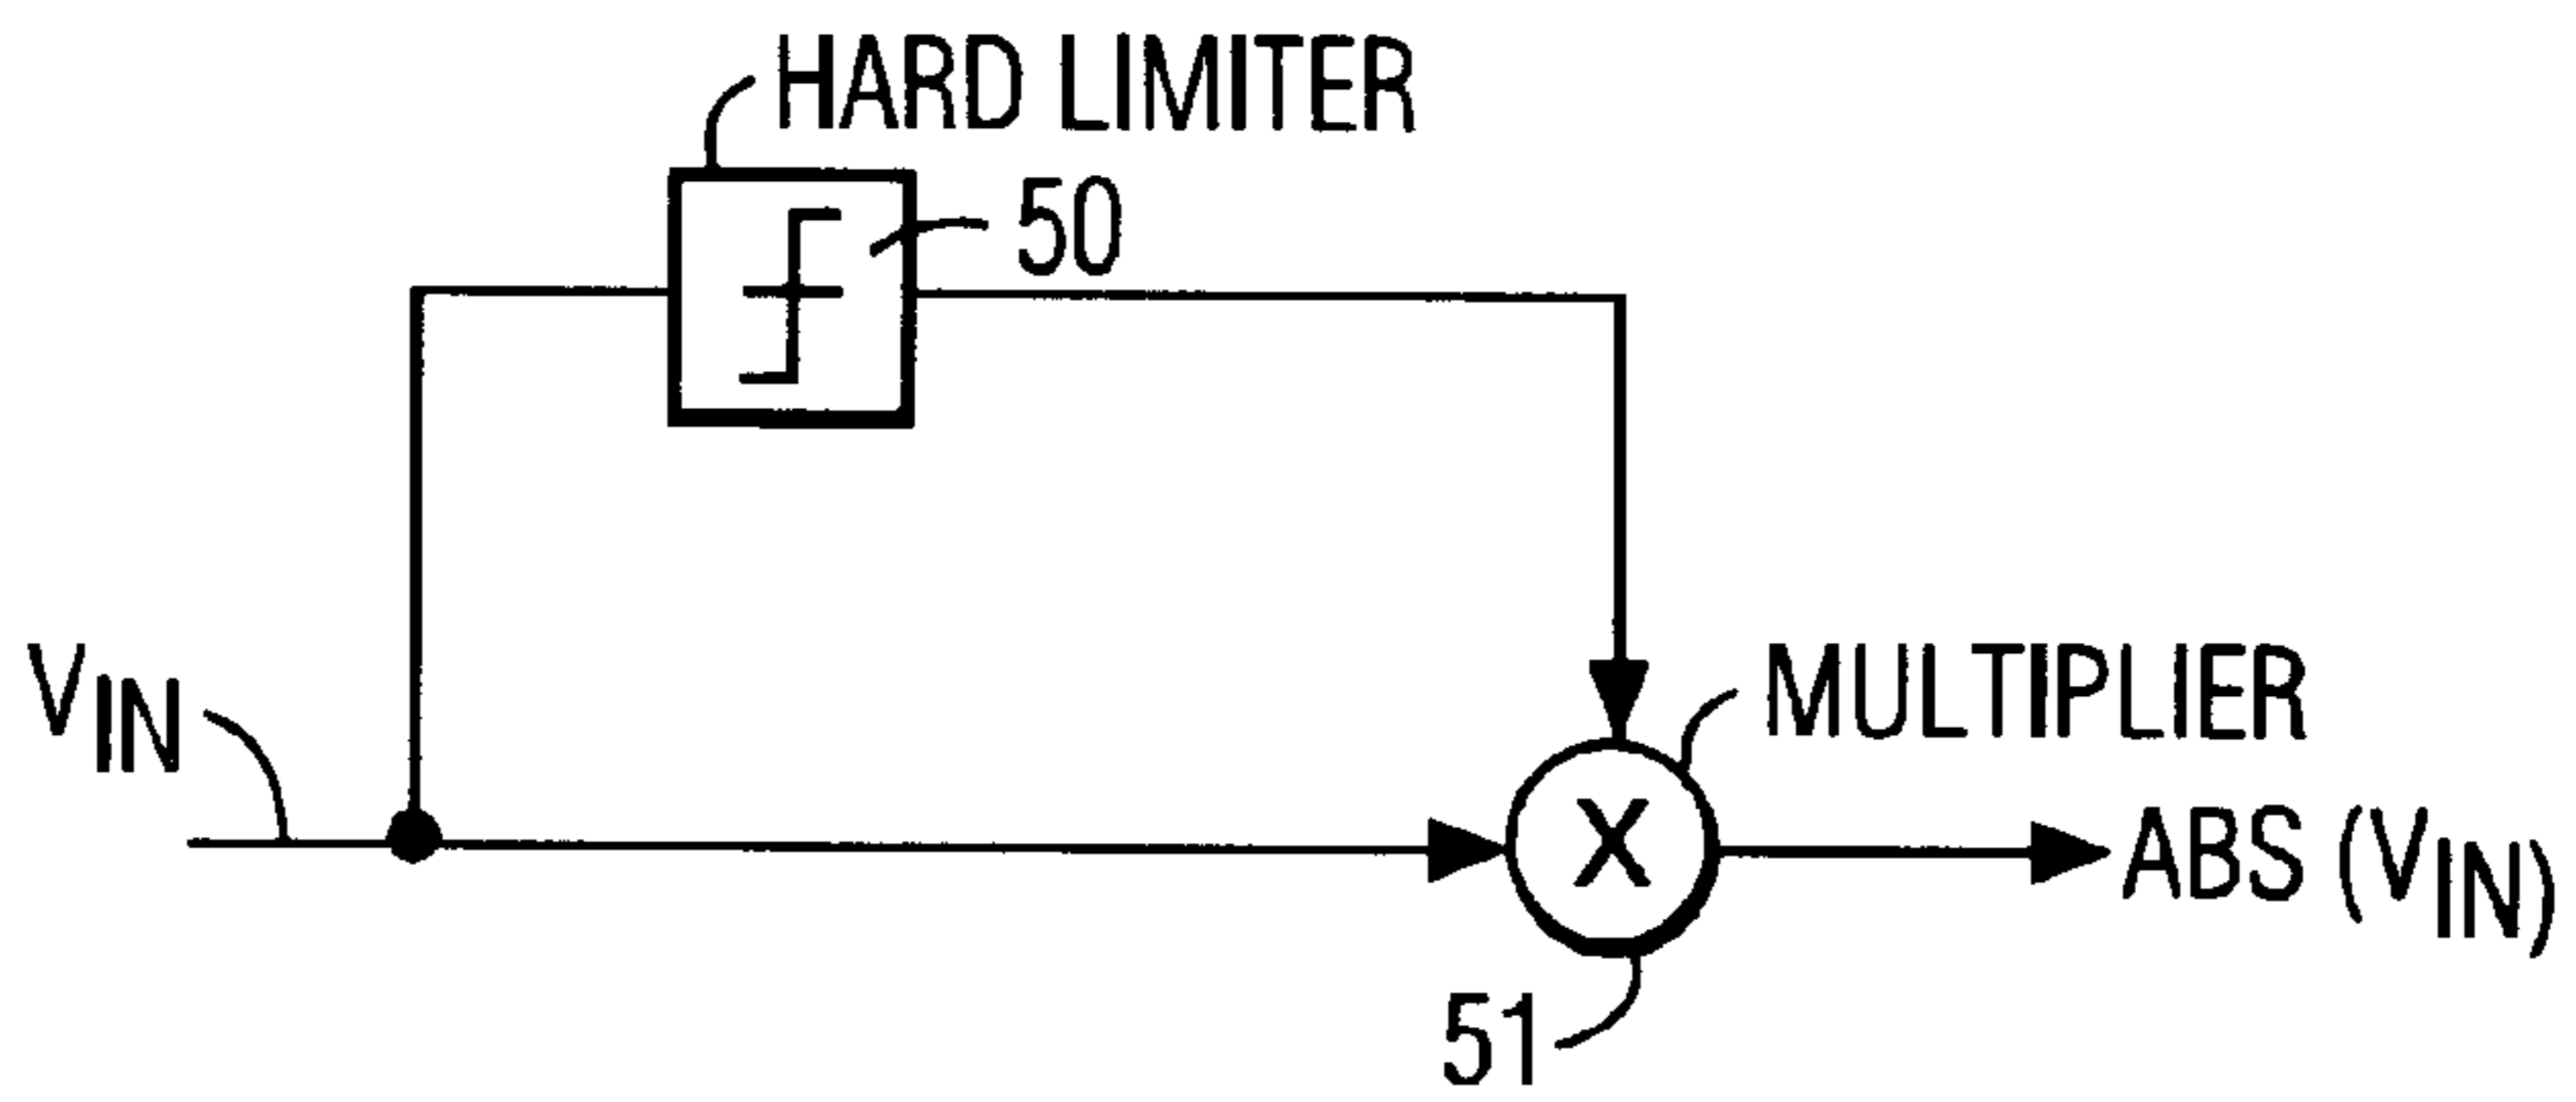 HARD LIMITER
50
VIN
MULTIPLIER
X
ABS (VIN)
51